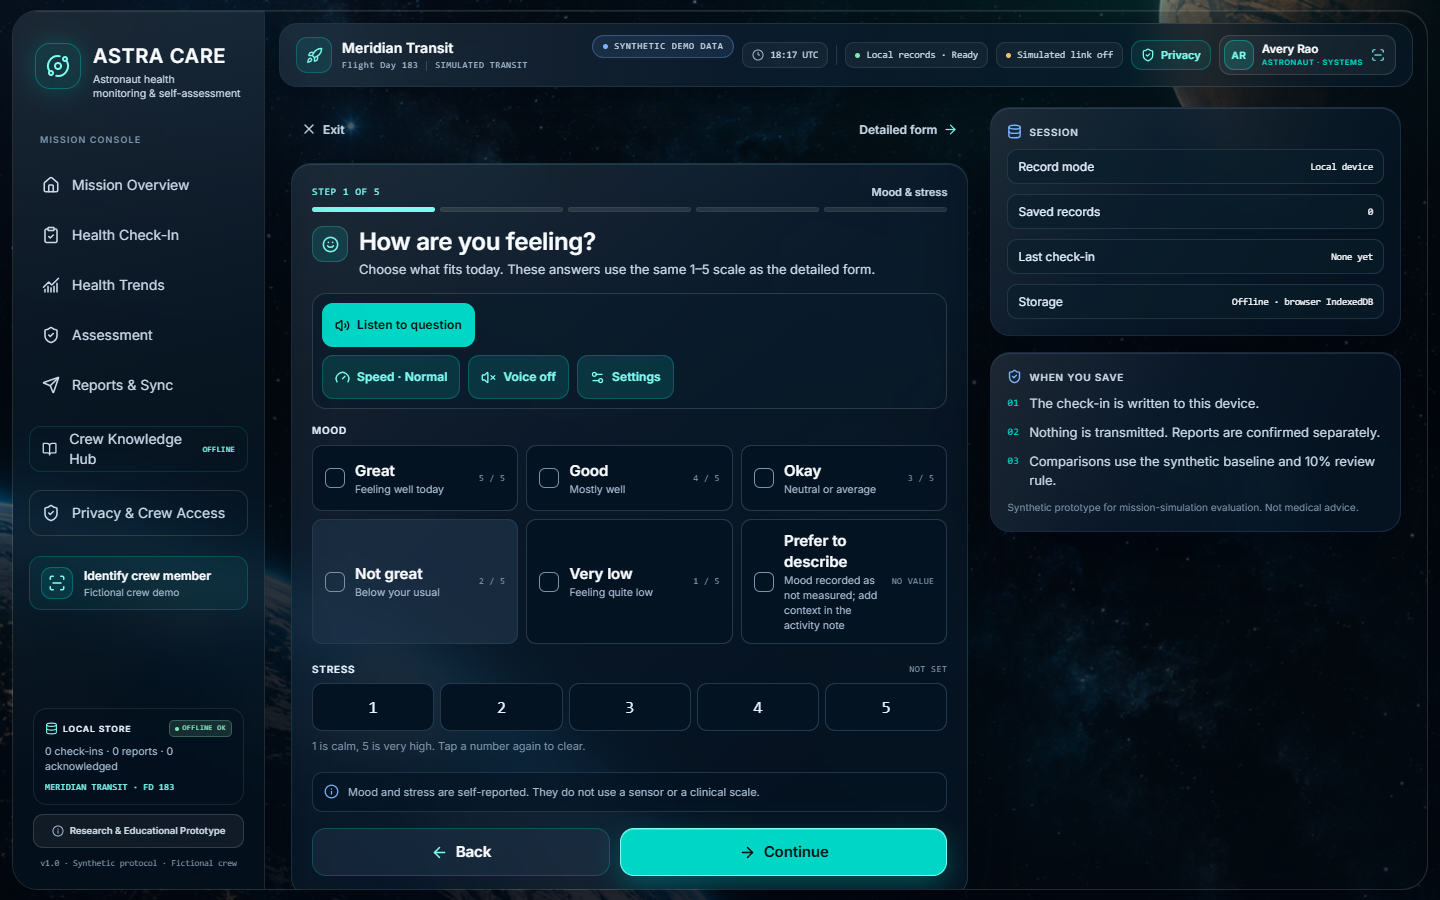 ASTRA CARE
Astronaut health
monitoring & self-assessment
MISSION CONSOLE
Mission Overview
Health Check-In
Health Trends
Assessment
Reports & Sync
Crew Knowledge
Hub
OFFLINE
Privacy & Crew Access
Identify crew member
Fictional crew demo
LOCAL STORE
OFFLINE OK
0 check-ins · 0 reports · 0
acknowledged
MERIDIAN TRANSIT · FD 183
Research & Educational Prototype
v1.0 · Synthetic protocol · Fictional crew
Meridian Transit
Flight Day 183 | SIMULATED TRANSIT
SYNTHETIC DEMO DATA
18:17 UTC
Local records · Ready
Simulated link off
Privacy
AR
Avery Rao
ASTRONAUT · SYSTEMS
Exit
Detailed form
STEP 1 OF 5
Mood & stress
How are you feeling?
Choose what fits today. These answers use the same 1–5 scale as the detailed form.
Listen to question
Speed · Normal
Voice off
Settings
MOOD
Great
Feeling well today
5 / 5
Good
Mostly well
4 / 5
Okay
Neutral or average
3 / 5
Not great
Below your usual
2 / 5
Very low
Feeling quite low
1 / 5
Prefer to
describe
Mood recorded as
not measured; add
context in the
activity note
NO VALUE
STRESS
NOT SET
1
2
3
4
5
1 is calm, 5 is very high. Tap a number again to clear.
Mood and stress are self-reported. They do not use a sensor or a clinical scale.
Back
Continue
SESSION
Record mode
Local device
Saved records
0
Last check-in
None yet
Storage
Offline · browser IndexedDB
WHEN YOU SAVE
01 The check-in is written to this device.
02 Nothing is transmitted. Reports are confirmed separately.
03 Comparisons use the synthetic baseline and 10% review
rule.
Synthetic prototype for mission-simulation evaluation. Not medical advice.